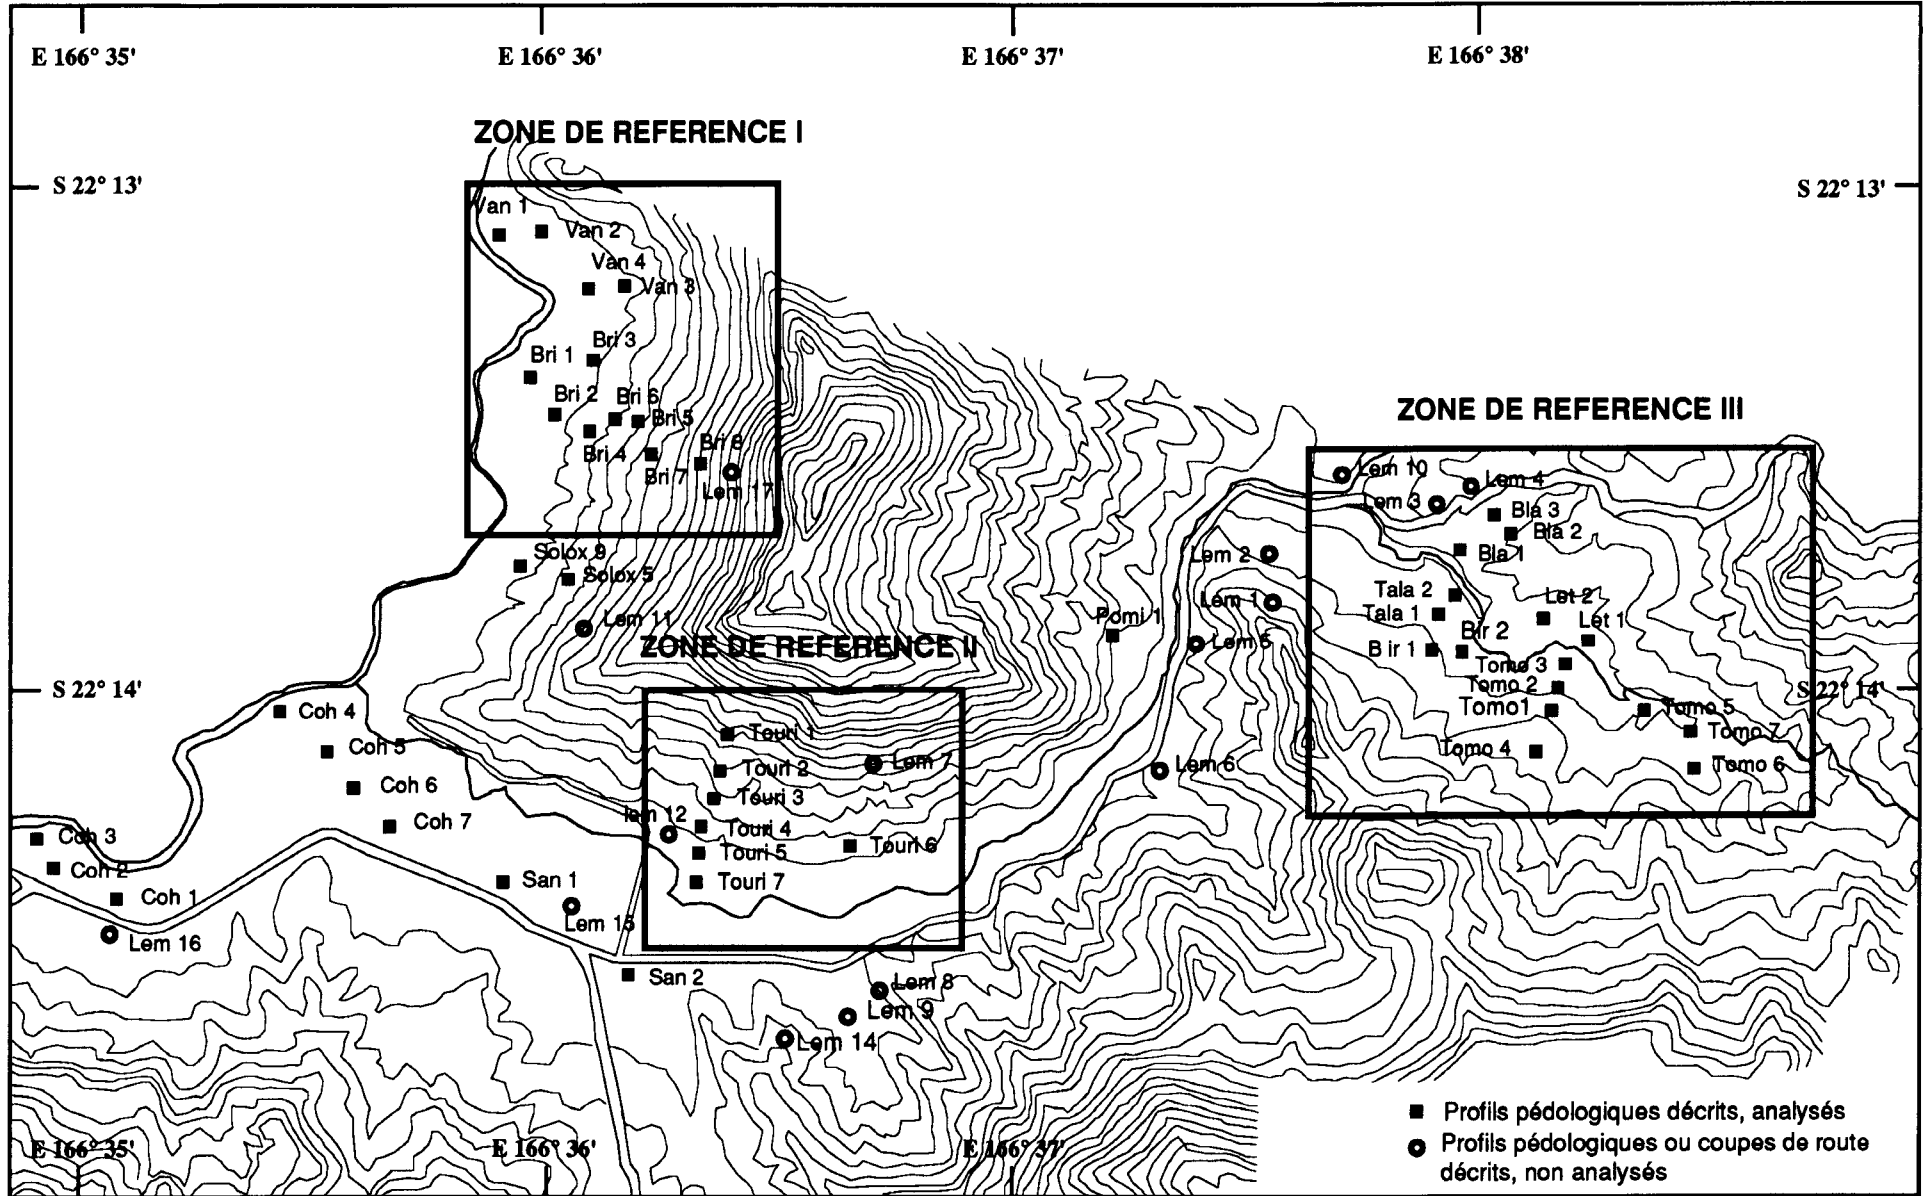 E 166° 35'
E 166° 36'
E 166° 37'
E 166° 38'
ZONE DE REFERENCE I
S 22° 13'
S 22° 13'
Van 1
Van 2
Van 4
Van 3
Bri 3
Bri 1
Bri 2
Bri 6
Bri 5
Bri 8
Bri 4
Bri 7
Lem 17
ZONE DE REFERENCE III
Lem 10
Lem 4
Lem 3
Bla 3
Bla 2
Bla 1
Solox 9
Solox 5
Lem 2
Lem 1
Tala 2
Tala 1
Let 2
Let 1
Lem 11
Pomi 1
Lem 5
Bir 2
B ir 1
ZONE DE REFERENCE II
Tomo 3
Tomo 2
S 22° 14'
S 22° 14'
Tomo1
Tomo 5
Coh 4
Touri 1
Tomo 7
Coh 5
Tomo 4
Touri 2
Lem 7
Lem 6
Tomo 6
Coh 6
Touri 3
lem 12
Coh 7
Touri 4
Coh 3
Touri 5
Touri 6
Coh 2
San 1
Touri 7
Coh 1
Lem 15
Lem 16
San 2
Lem 8
Lem 9
Lem 14
Profils pédologiques décrits, analysés
Profils pédologiques ou coupes de route
décrits, non analysés
E 166° 35'
E 166° 36'
E 166° 37'